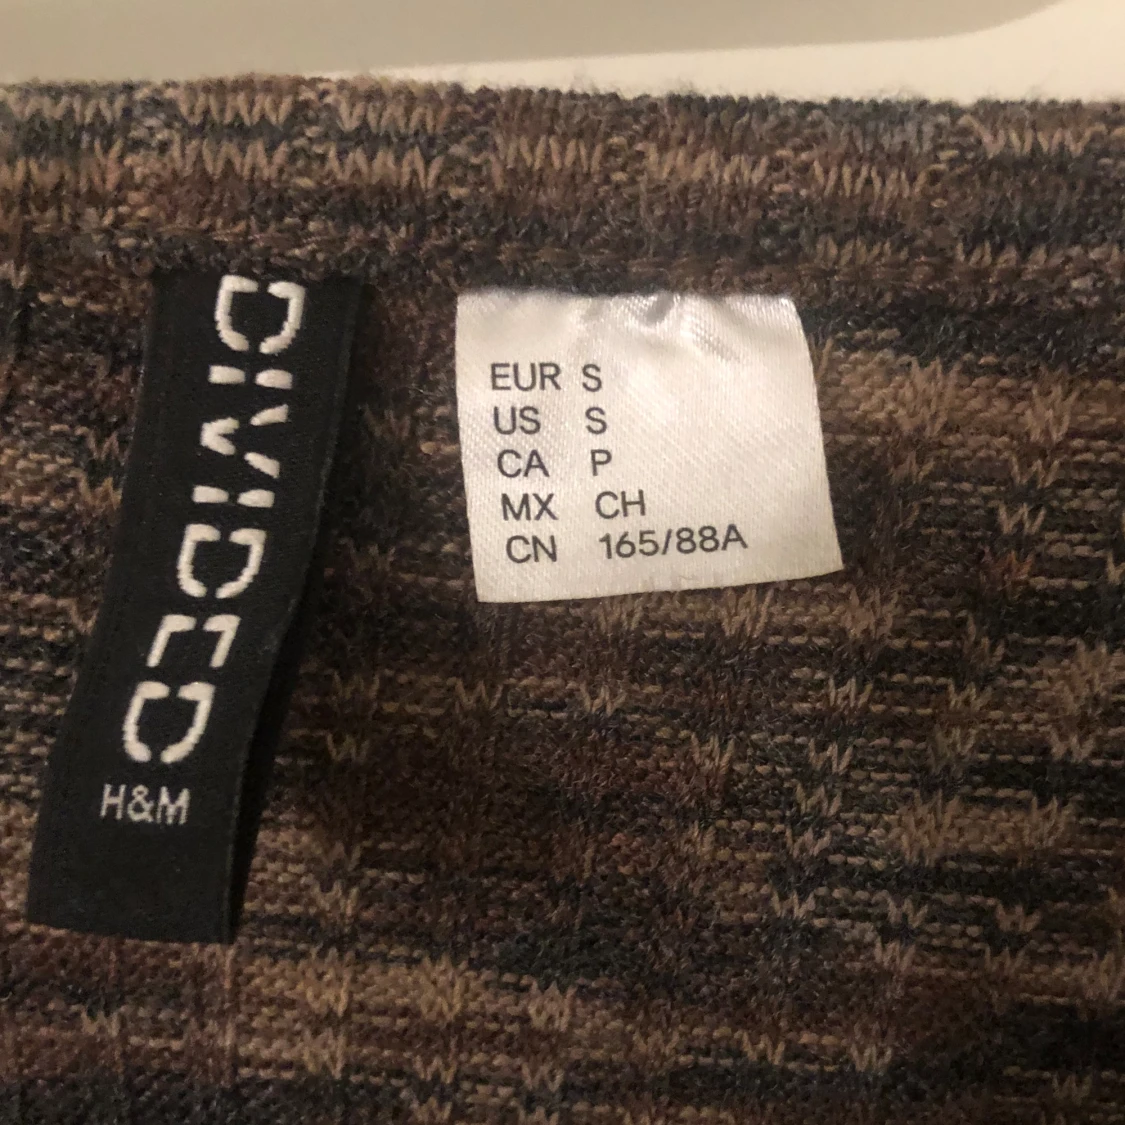 DIVIDED
H&M
EUR S
US S
CA P
MX CH
CN 165/88A